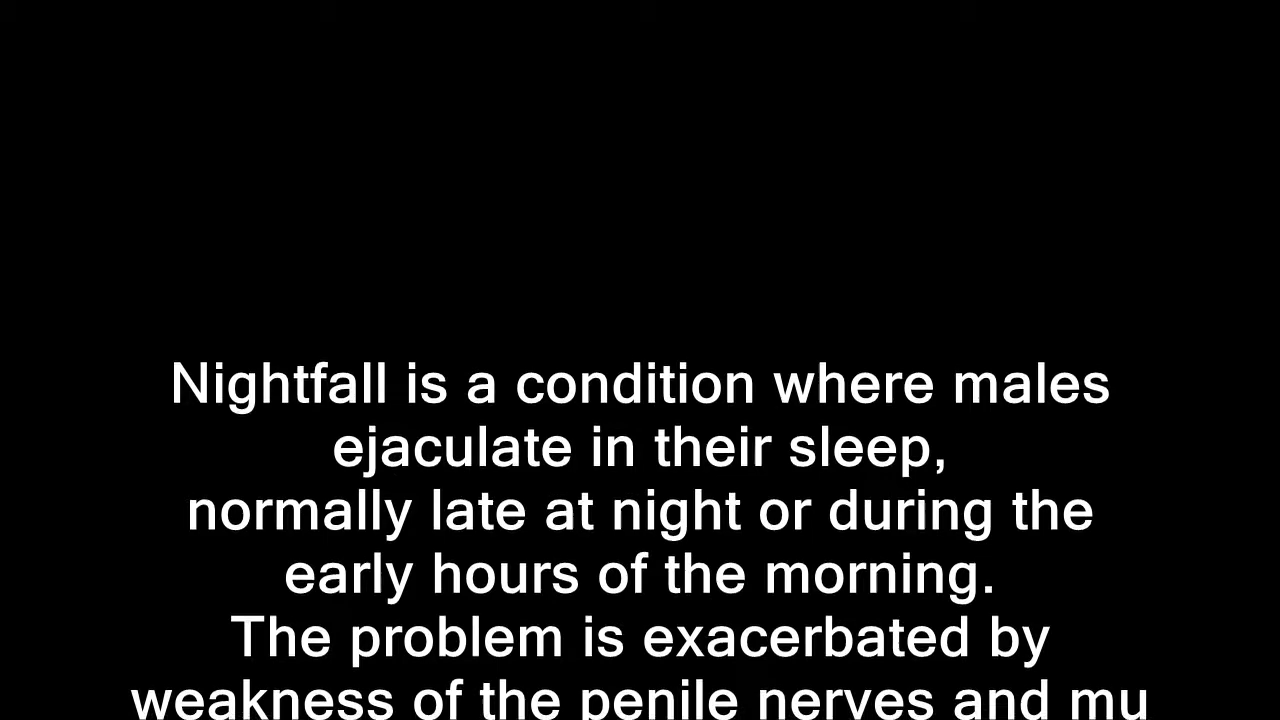 Nightfall is a condition where males
ejaculate in their sleep,
normally late at night or during the
early hours of the morning.
The problem is exacerbated by
weakness of the penile nerves and mu